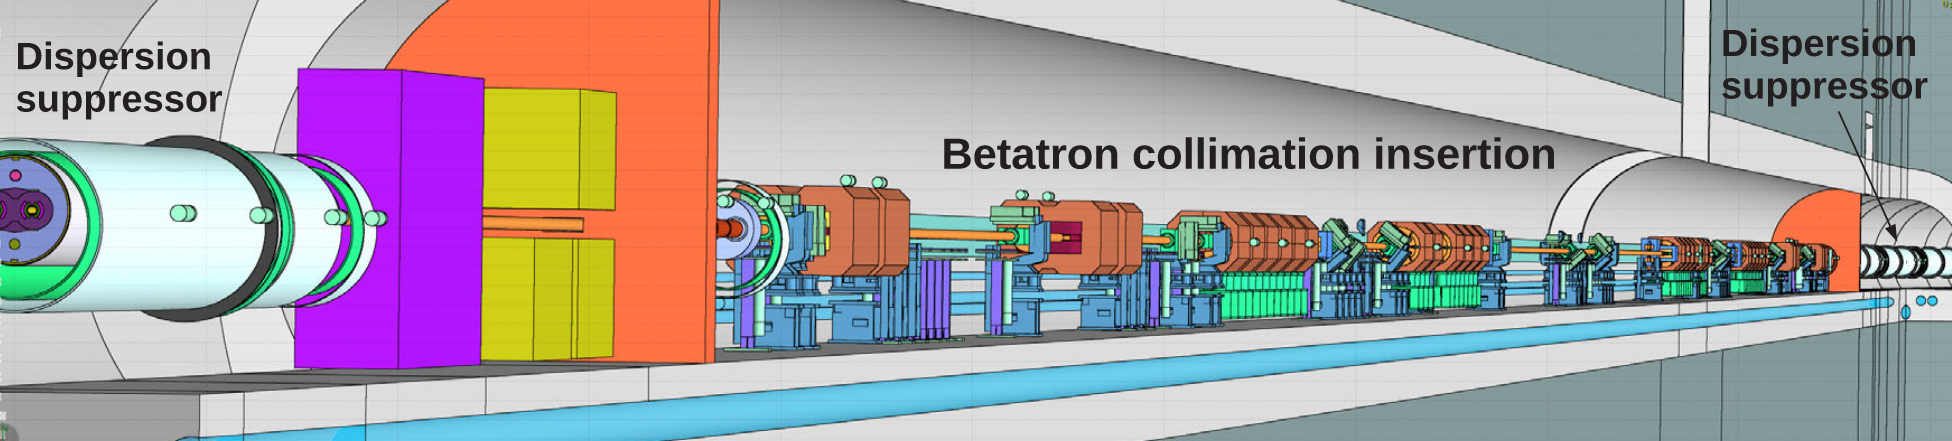 Dispersion
suppressor
Betatron collimation insertion
Dispersion
suppressor